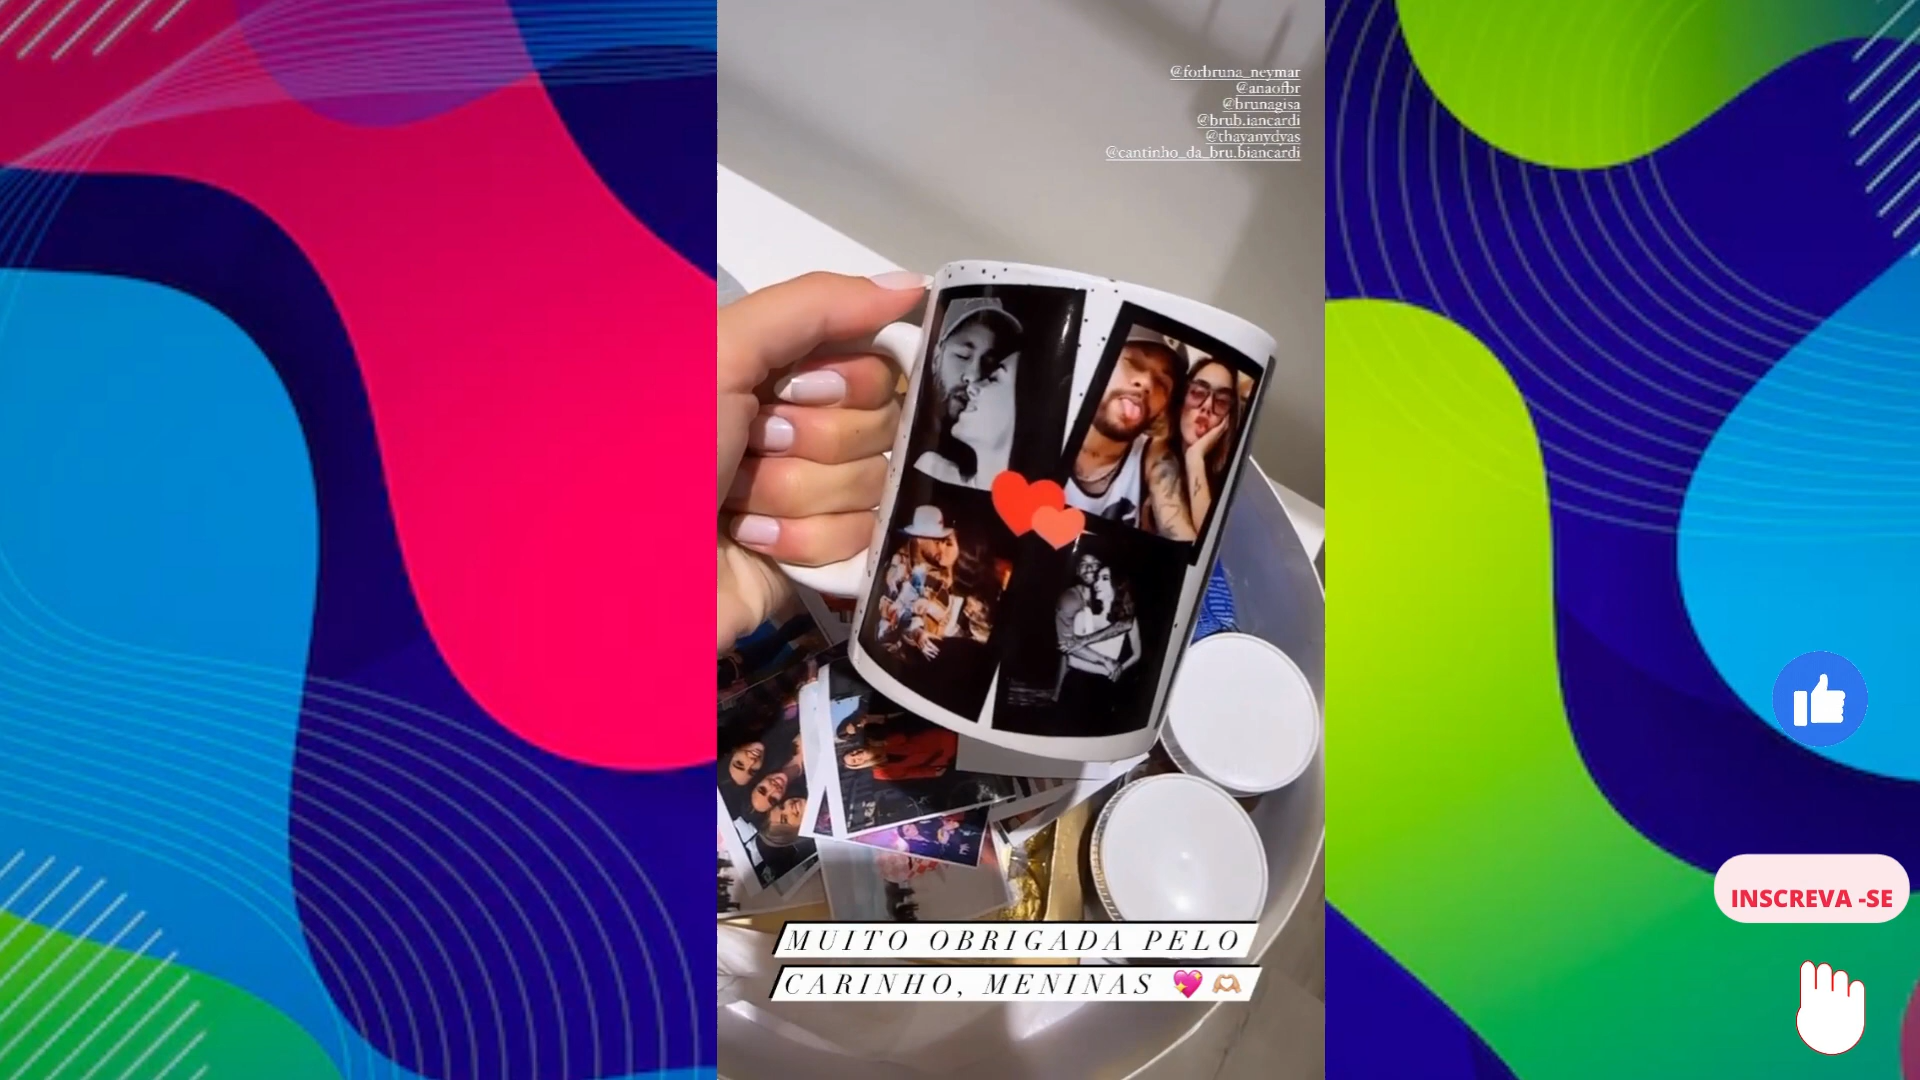 @forbruna_neymar
@anaofbr
@brunagisa
@brub.iancardi
@thayanydyas
@cantinho_da_bru.biancardi
MUITO OBRIGADA PELO
CARINHO, MENINAS 💖🫶🏼
INSCREVA -SE